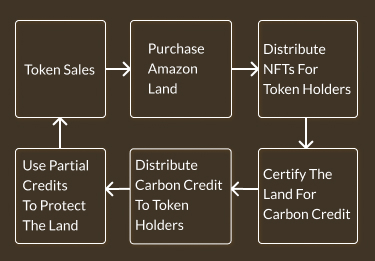 Token Sales
Purchase
Amazon
Land
Distribute
NFTs For
Token Holders
Certify The
Land For
Carbon Credit
Distribute
Carbon Credit
To Token
Holders
Use Partial
Credits
To Protect
The Land